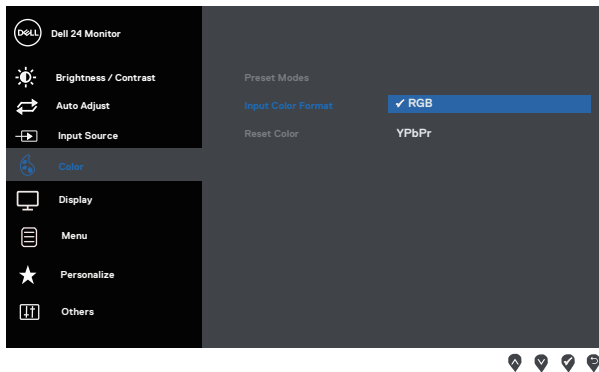 DELL Dell 24 Monitor
Brightness / Contrast
Auto Adjust
Input Source
Color
Display
Menu
Personalize
Others
Preset Modes
Input Color Format
Reset Color
RGB
YPbPr